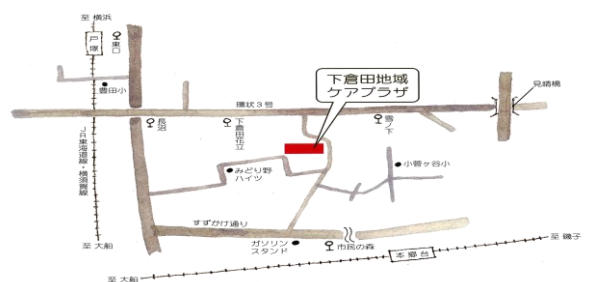 至 横浜
戸塚
東口
豊田小
環状3号
下倉田地域
ケアプラザ
見晴橋
長沼
下倉田花立
雪ノ下
JR東海道線・横須賀線
みどり野
ハイツ
小菅ヶ谷小
すずかけ通り
至 大船
ガソリン
スタンド
市民の森
本郷台
至 磯子
至 大船